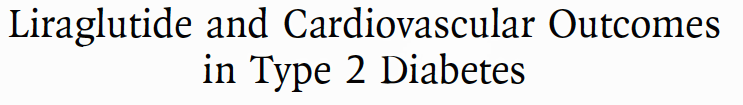 Liraglutide and Cardiovascular Outcomes
in Type 2 Diabetes